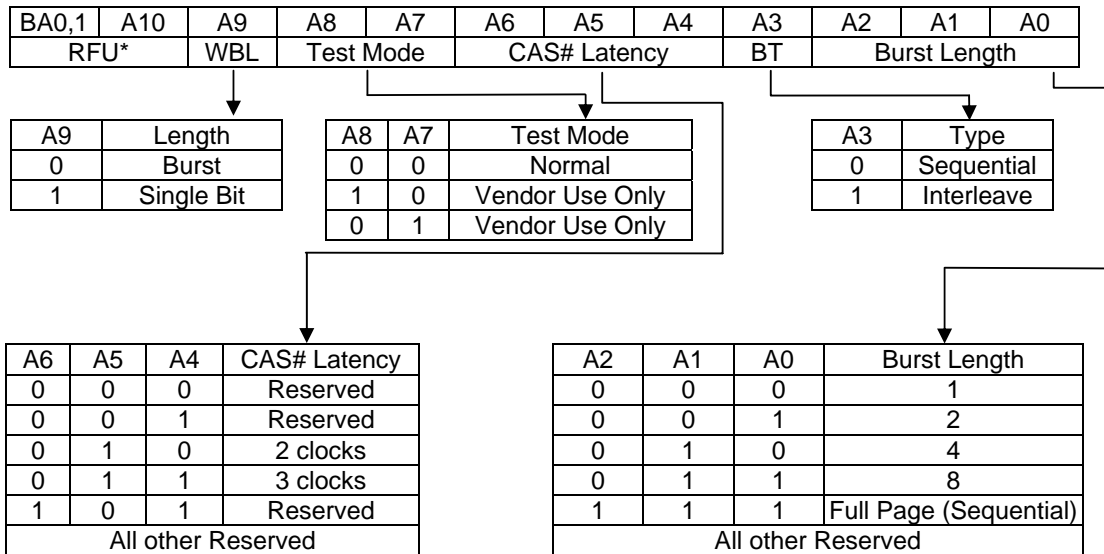 BA0,1 A10 A9 A8 A7 A6 A5 A4 A3 A2 A1 A0
RFU* WBL Test Mode CAS# Latency BT Burst Length
A9 Length
0 Burst
1 Single Bit
A8 A7 Test Mode
0 0 Normal
1 0 Vendor Use Only
0 1 Vendor Use Only
A3 Type
0 Sequential
1 Interleave
A6 A5 A4 CAS# Latency
0 0 0 Reserved
0 0 1 Reserved
0 1 0 2 clocks
0 1 1 3 clocks
1 0 1 Reserved
All other Reserved
A2 A1 A0 Burst Length
0 0 0 1
0 0 1 2
0 1 0 4
0 1 1 8
1 1 1 Full Page (Sequential)
All other Reserved